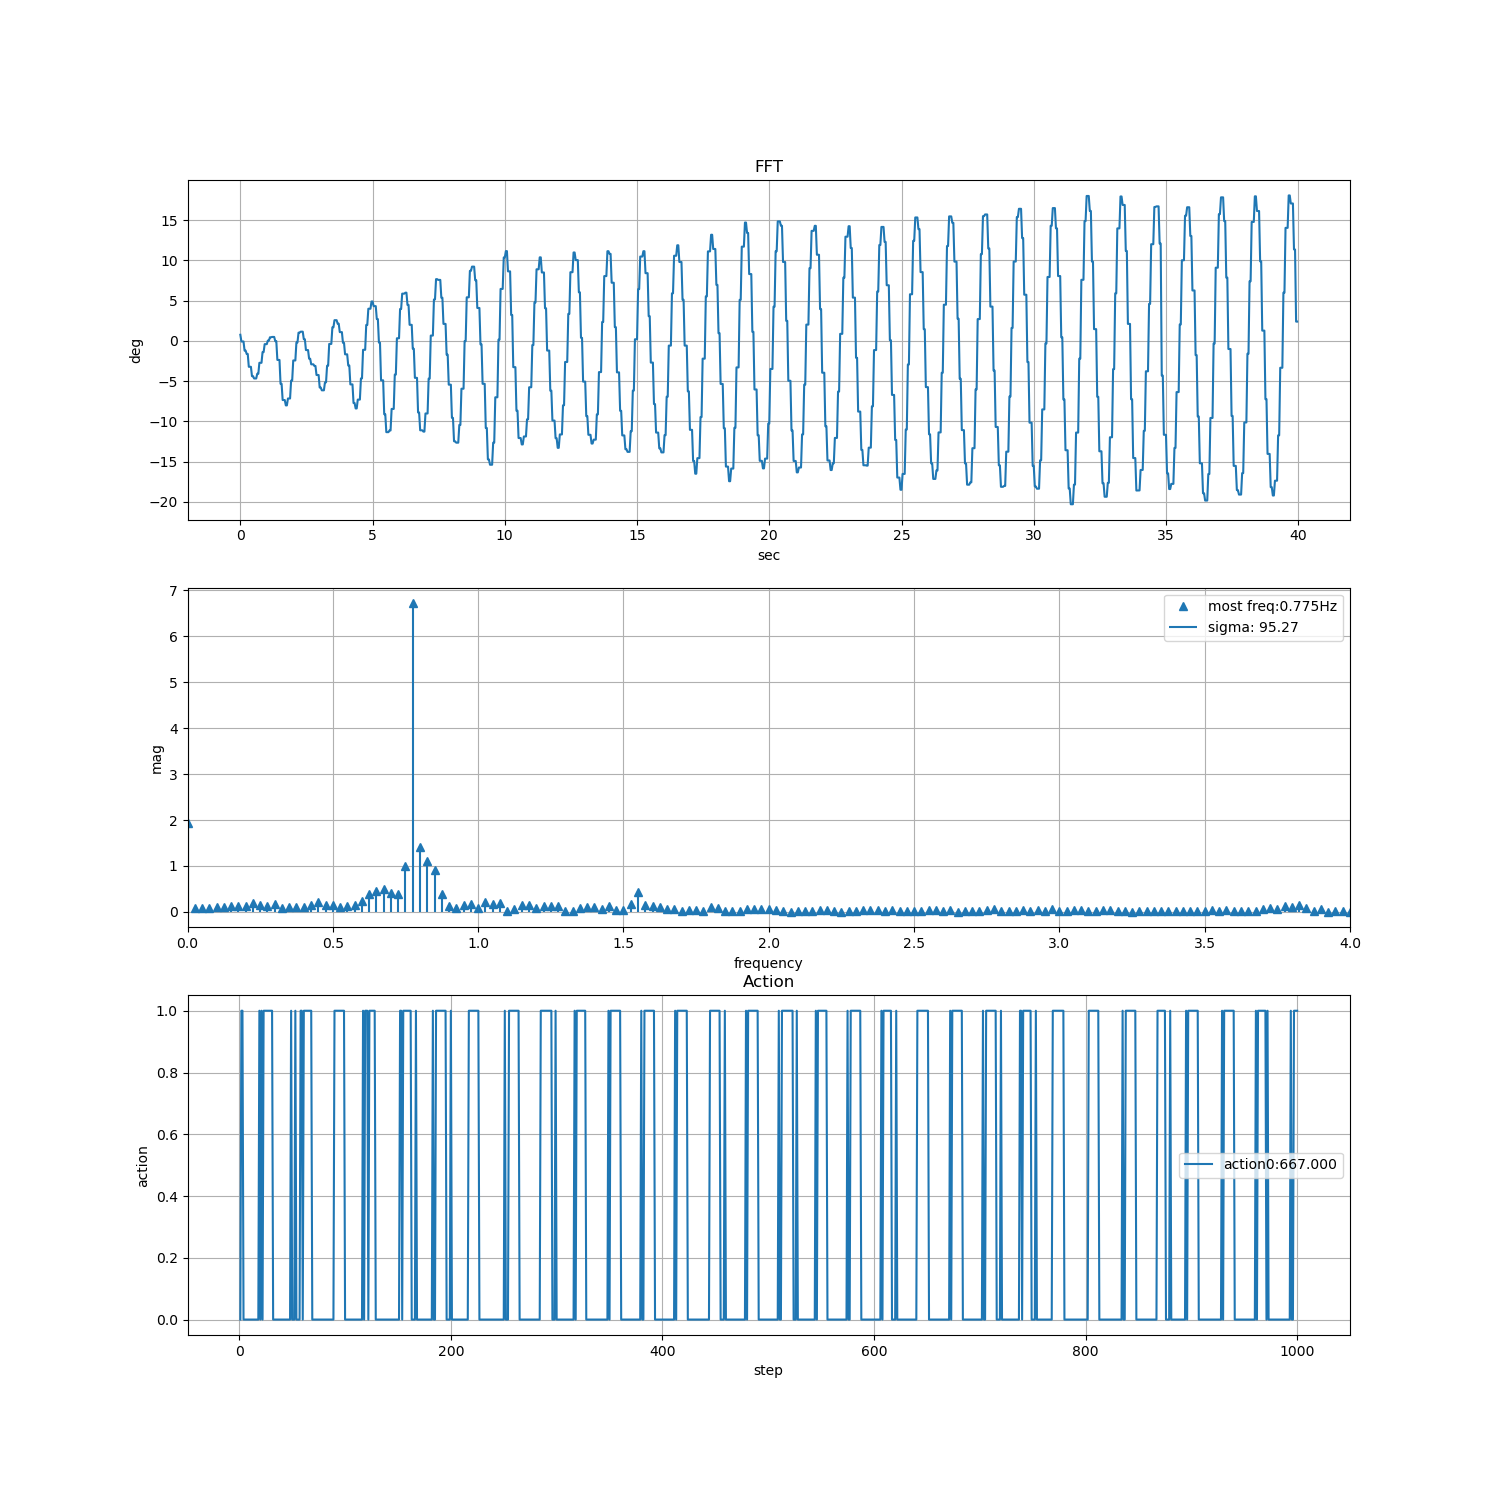 FFT
15
10
5
0
−5
−10
−15
−20
deg
0 5 10 15 20 25 30 35 40
sec
7
6
5
4
3
2
1
0
mag
most freq:0.775Hz
sigma: 95.27
0.0 0.5 1.0 1.5 2.0 2.5 3.0 3.5 4.0
frequency
Action
1.0
0.8
0.6
0.4
0.2
0.0
action
action0:667.000
0 200 400 600 800 1000
step